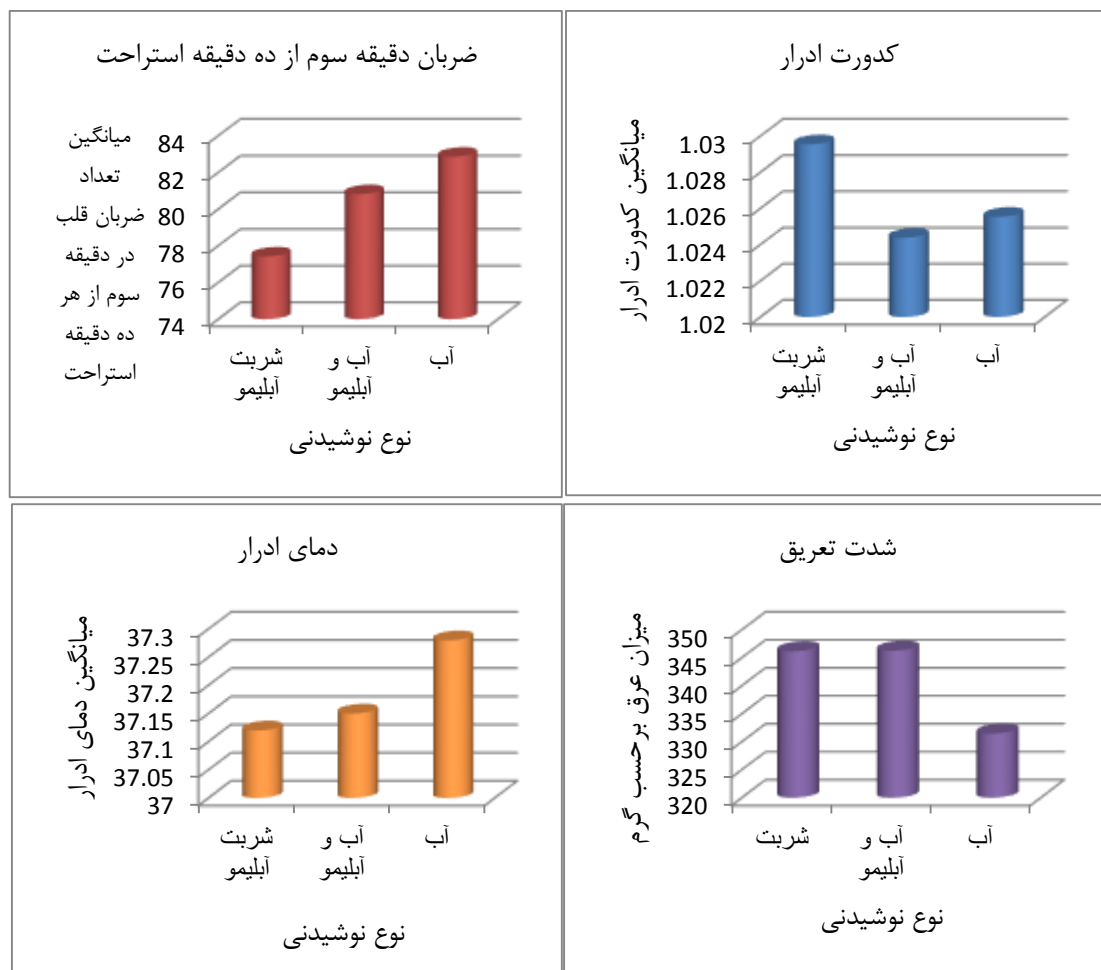 ضربان دقیقه سوم از ده دقیقه استراحت
میانگین
تعداد
ضربان قلب
در دقیقه
سوم از هر
ده دقیقه
استراحت
84
82
80
78
76
74
شربت آبلیمو
آب و آبلیمو
آب
نوع نوشیدنی
کدورت ادرار
میانگین کدورت ادرار
1.03
1.028
1.026
1.024
1.022
1.02
شربت آبلیمو
آب و آبلیمو
آب
نوع نوشیدنی
دمای ادرار
میانگین دمای ادرار
37.3
37.25
37.2
37.15
37.1
37.05
37
شربت آبلیمو
آب و آبلیمو
آب
نوع نوشیدنی
شدت تعریق
میزان عرق برحسب گرم
350
345
340
335
330
325
320
شربت
آب و آبلیمو
آب
نوع نوشیدنی